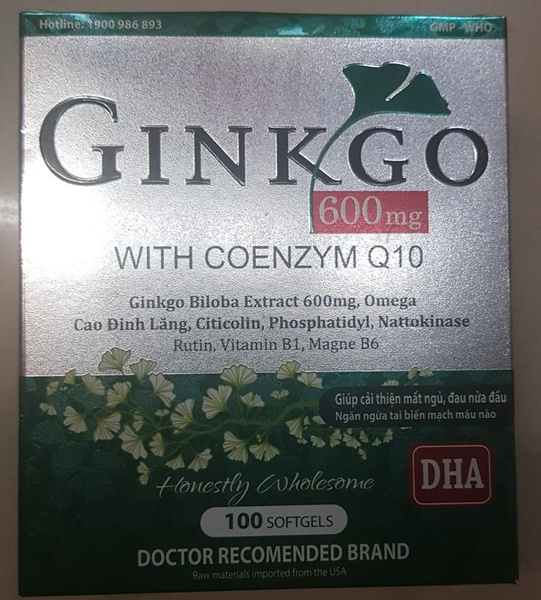 Hotline: 1900 986 893
GMP - WHO
GINKGO
600mg
WITH COENZYM Q10
Ginkgo Biloba Extract 600mg, Omega
Cao Đinh Lăng, Citicolin, Phosphatidyl, Nattokinase
Rutin, Vitamin B1, Magne B6
Giúp cải thiện mất ngủ, đau nửa đầu
Ngăn ngừa tai biến mạch máu não
DHA
Honestly Wholesome
100 SOFTGELS
DOCTOR RECOMENDED BRAND
Raw materials imported from the USA